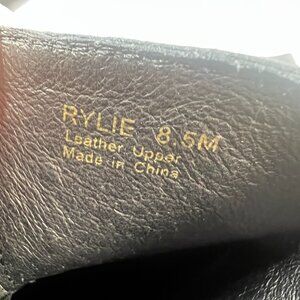 RYLIE 8.5M
Leather Upper
Made in China